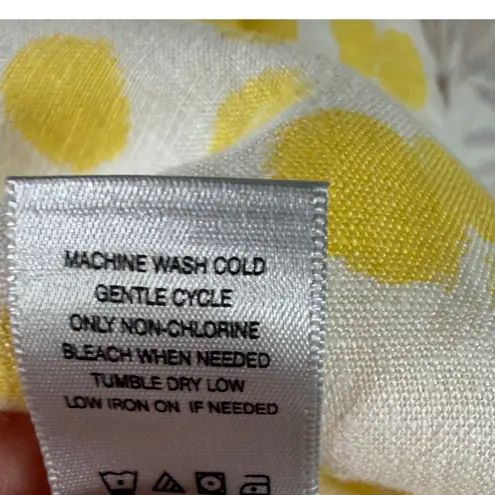 MACHINE WASH COLD
GENTLE CYCLE
ONLY NON-CHLORINE
BLEACH WHEN NEEDED
TUMBLE DRY LOW
LOW IRON ON IF NEEDED